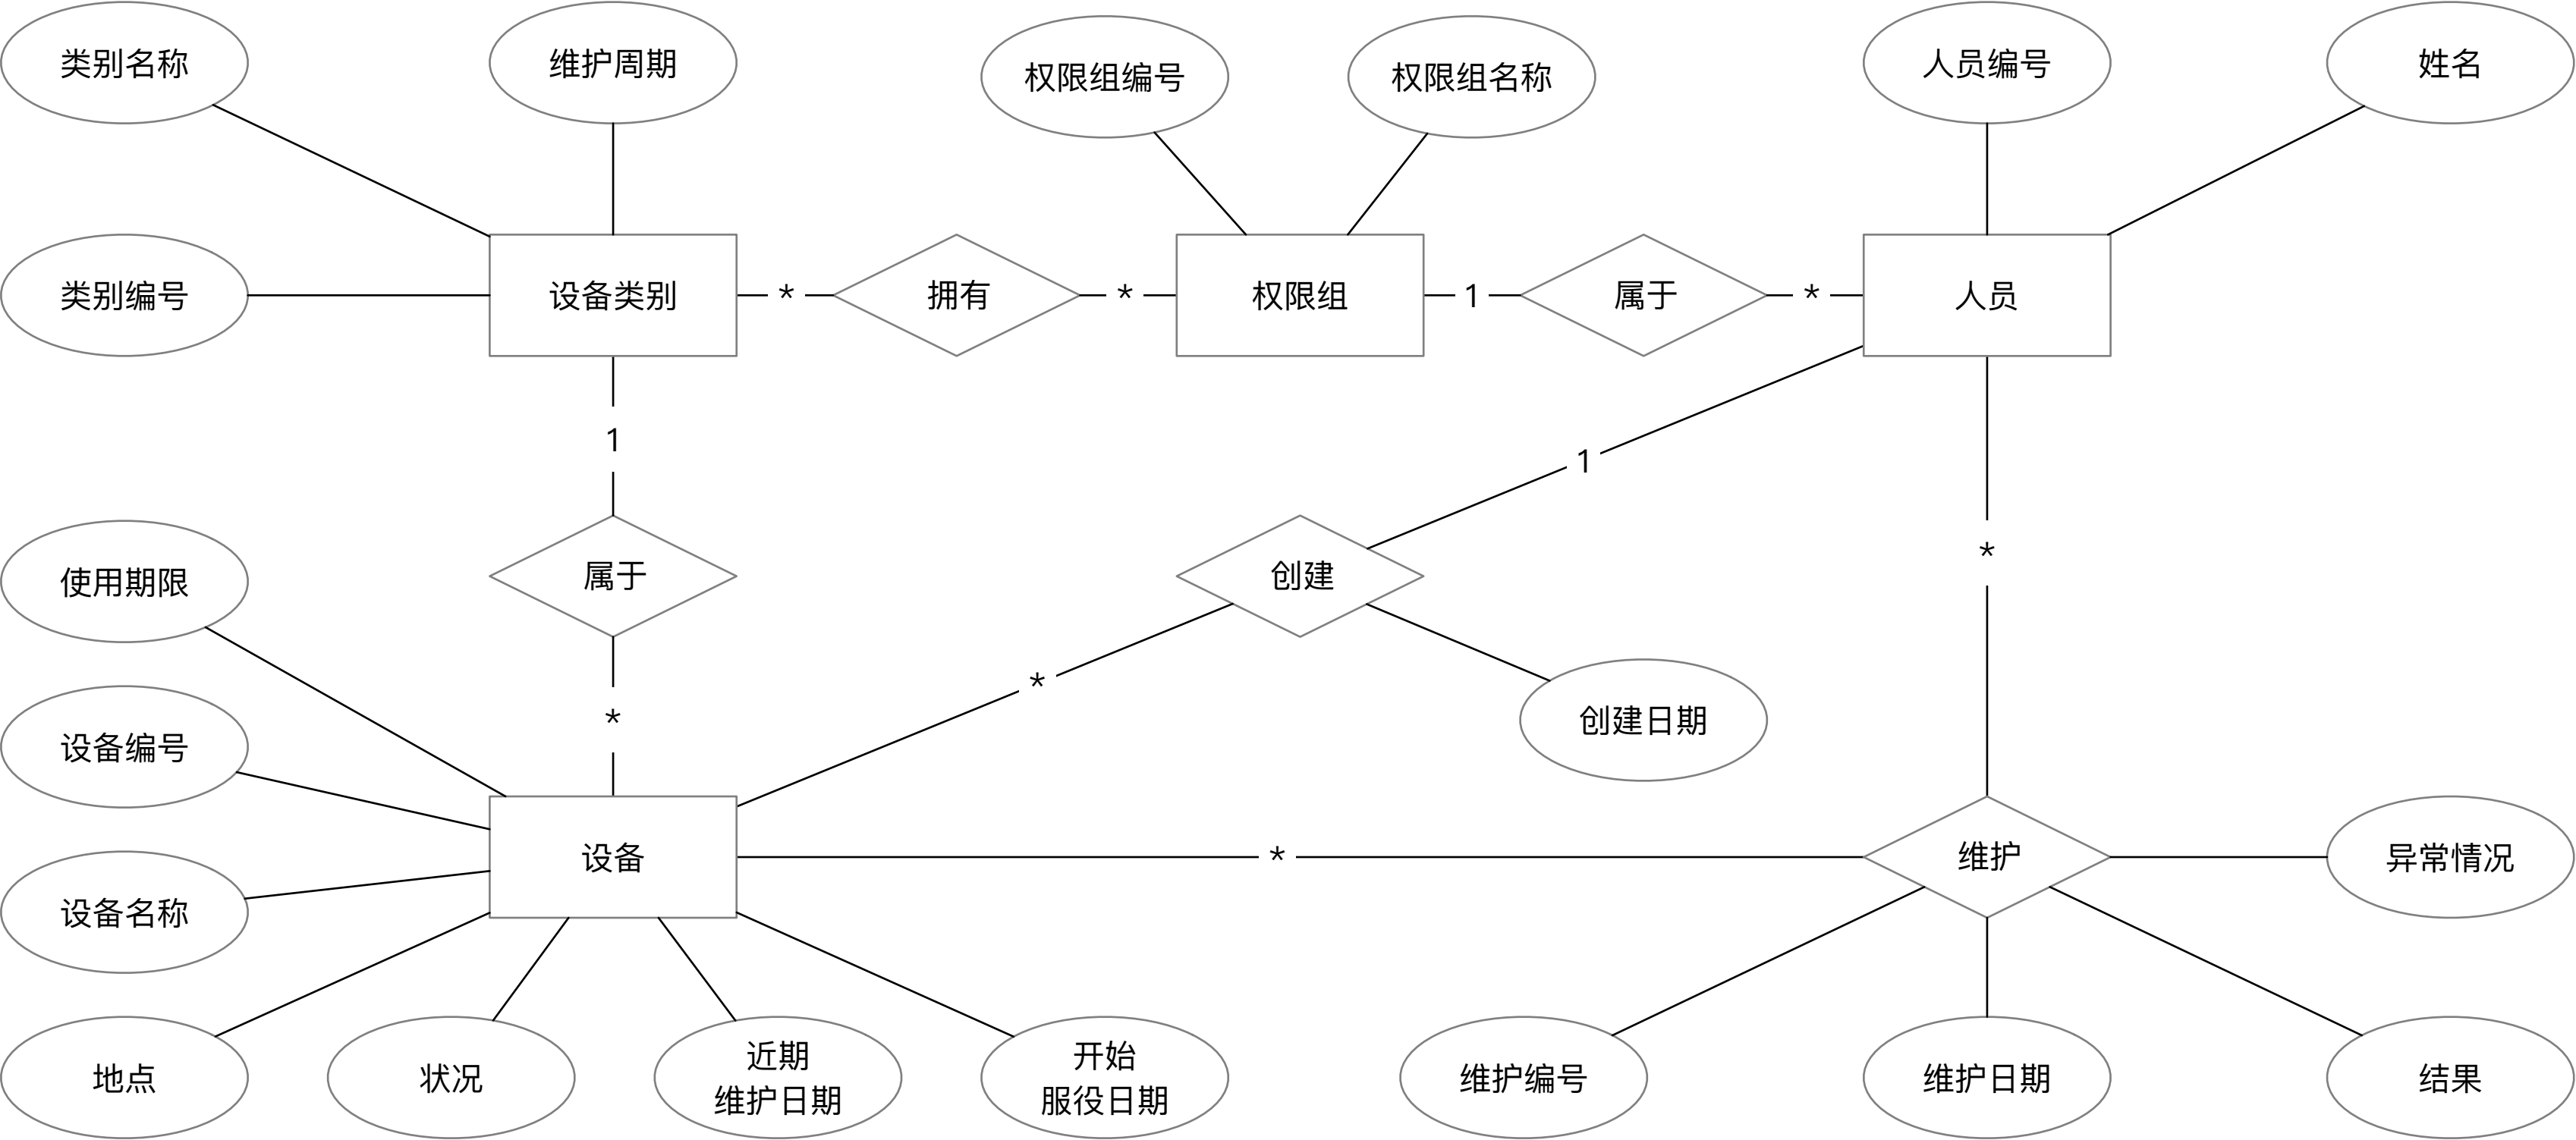 类别名称
维护周期
权限组编号
权限组名称
人员编号
姓名
类别编号
设备类别
*
拥有
*
权限组
1
属于
*
人员
1
1
*
使用期限
属于
创建
*
*
创建日期
设备编号
设备
*
维护
异常情况
设备名称
地点
状况
近期
维护日期
开始
服役日期
维护编号
维护日期
结果